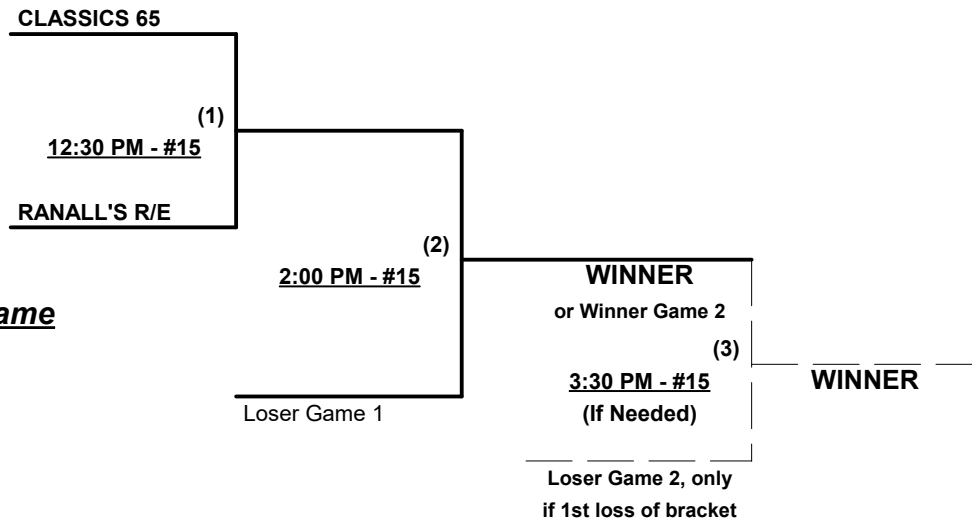 CLASSICS 65
(1)
12:30 PM - #15
RANALL'S R/E
(2)
2:00 PM - #15
WINNER
or Winner Game 2
ame
(3)
3:30 PM - #15
WINNER
Loser Game 1
(If Needed)
Loser Game 2, only
if 1st loss of bracket